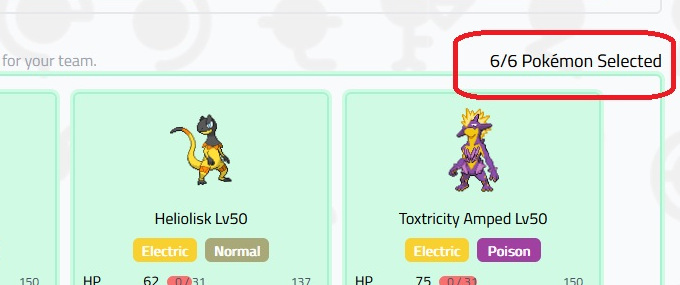 for your team.
6/6 Pokémon Selected
Heliolisk Lv50
Toxtricity Amped Lv50
Electric Normal
Electric Poison
150
HP 62 0/31 137
HP 75 0/31 150